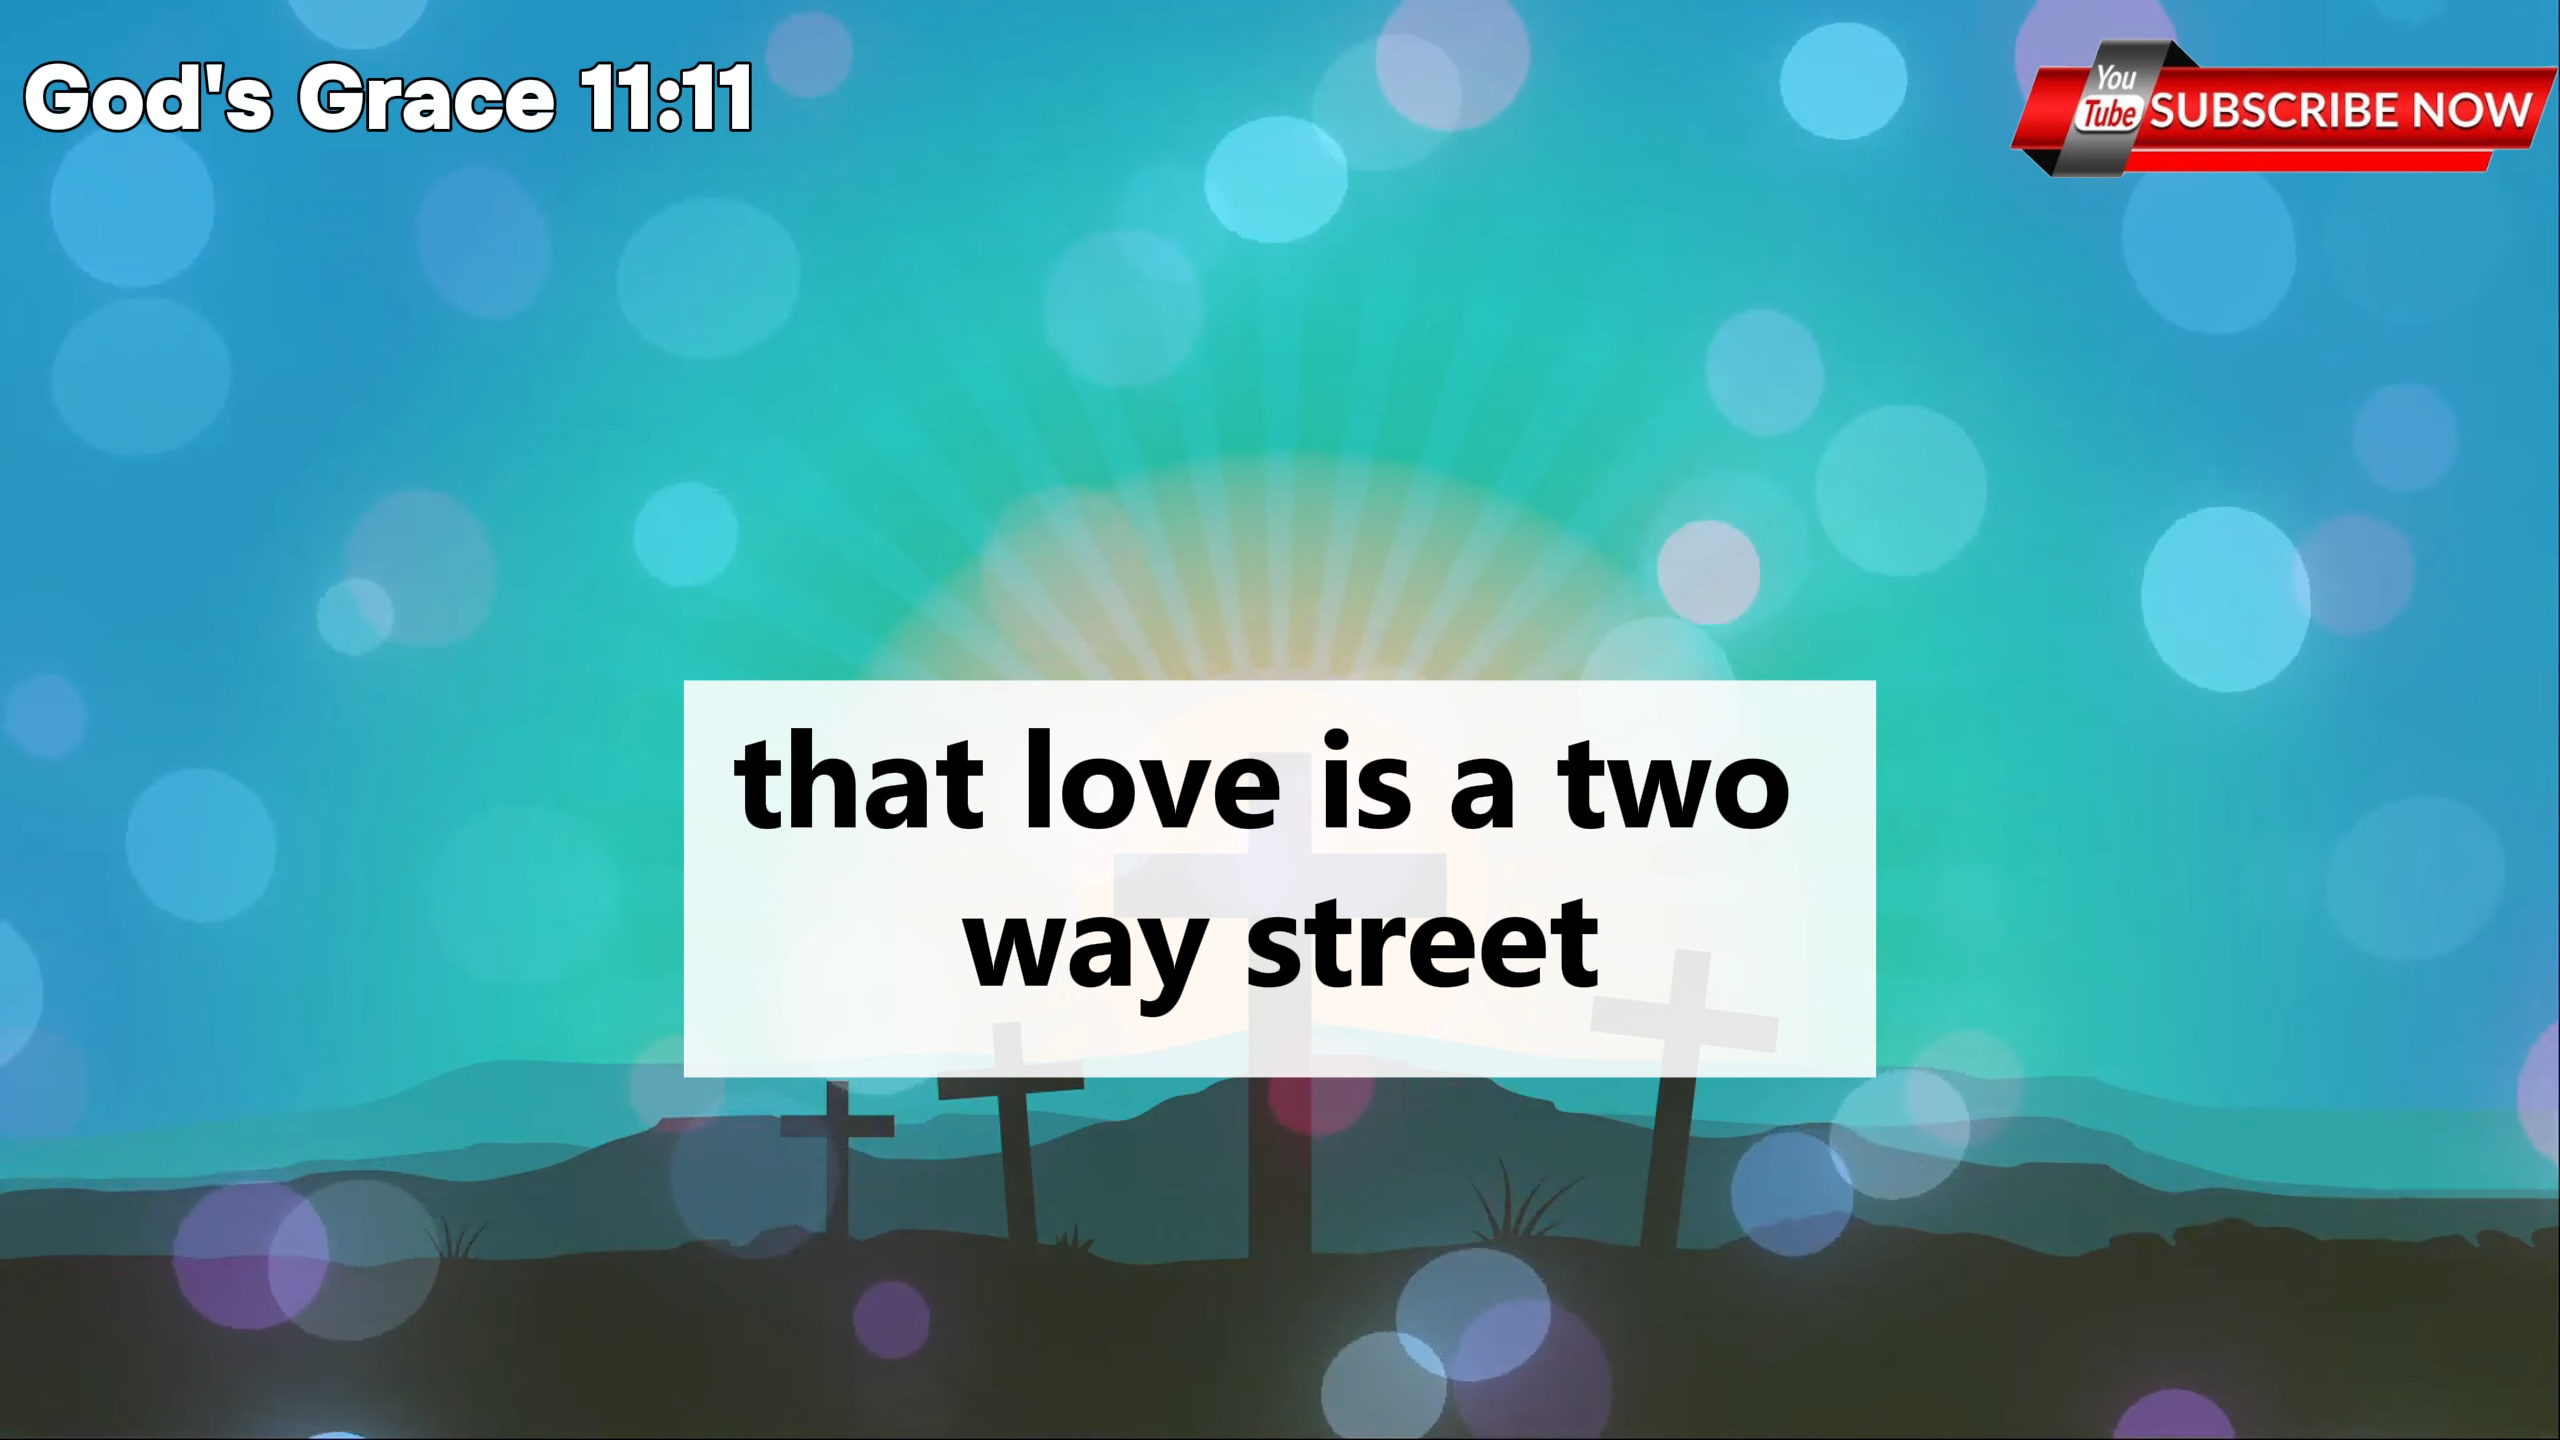 God's Grace 11:11
You
Tube
SUBSCRIBE NOW
that love is a two
way street